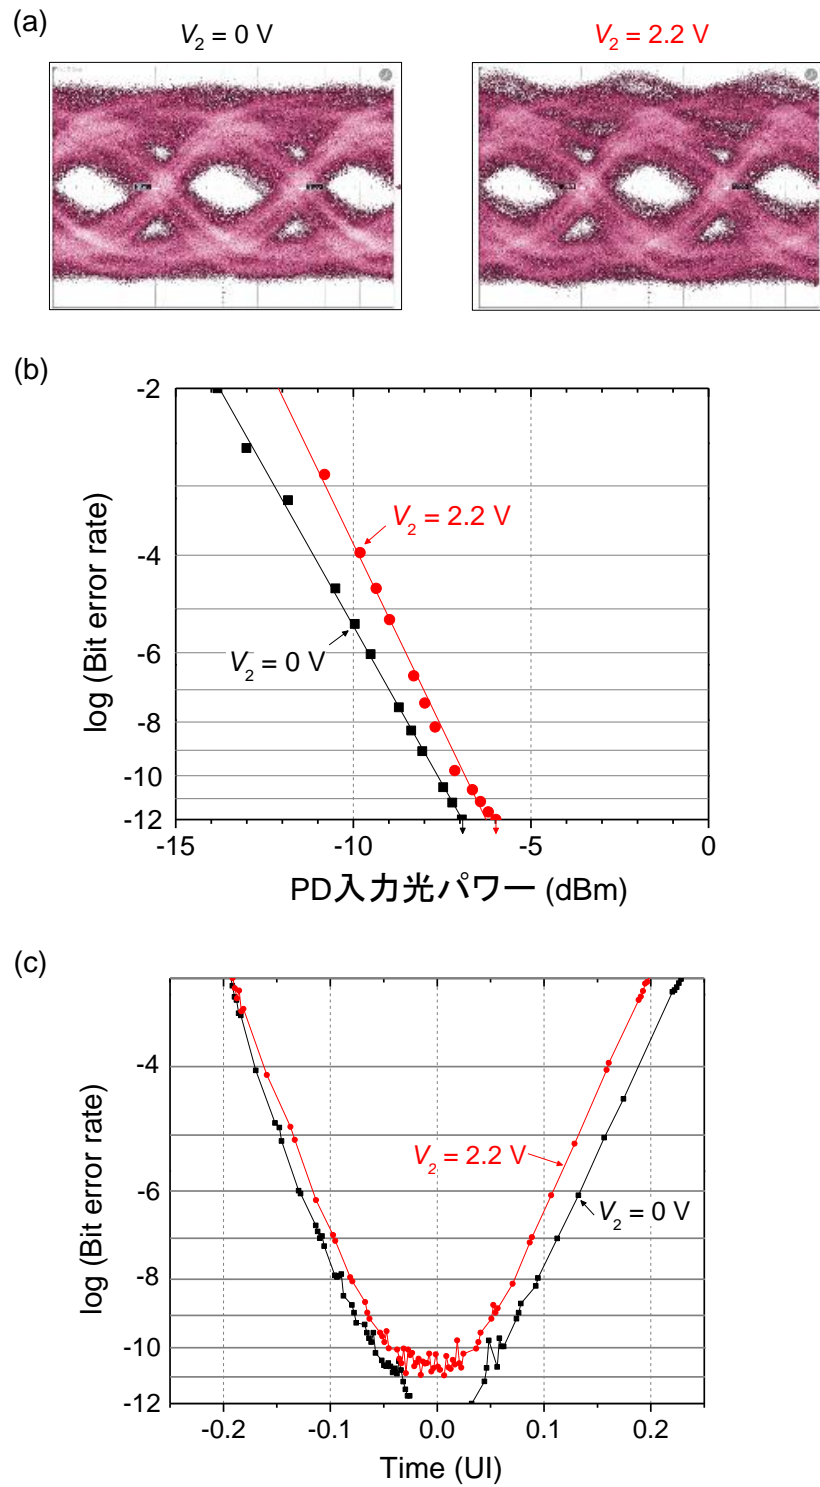 (a)
V2 = 0 V
V2 = 2.2 V
(b)
-2
-4
-6
-8
-10
-12
log (Bit error rate)
V2 = 2.2 V
V2 = 0 V
-15
-10
-5
0
PD入力光パワー (dBm)
(c)
-4
-6
-8
-10
-12
log (Bit error rate)
V2 = 2.2 V
V2 = 0 V
-0.2
-0.1
0.0
0.1
0.2
Time (UI)